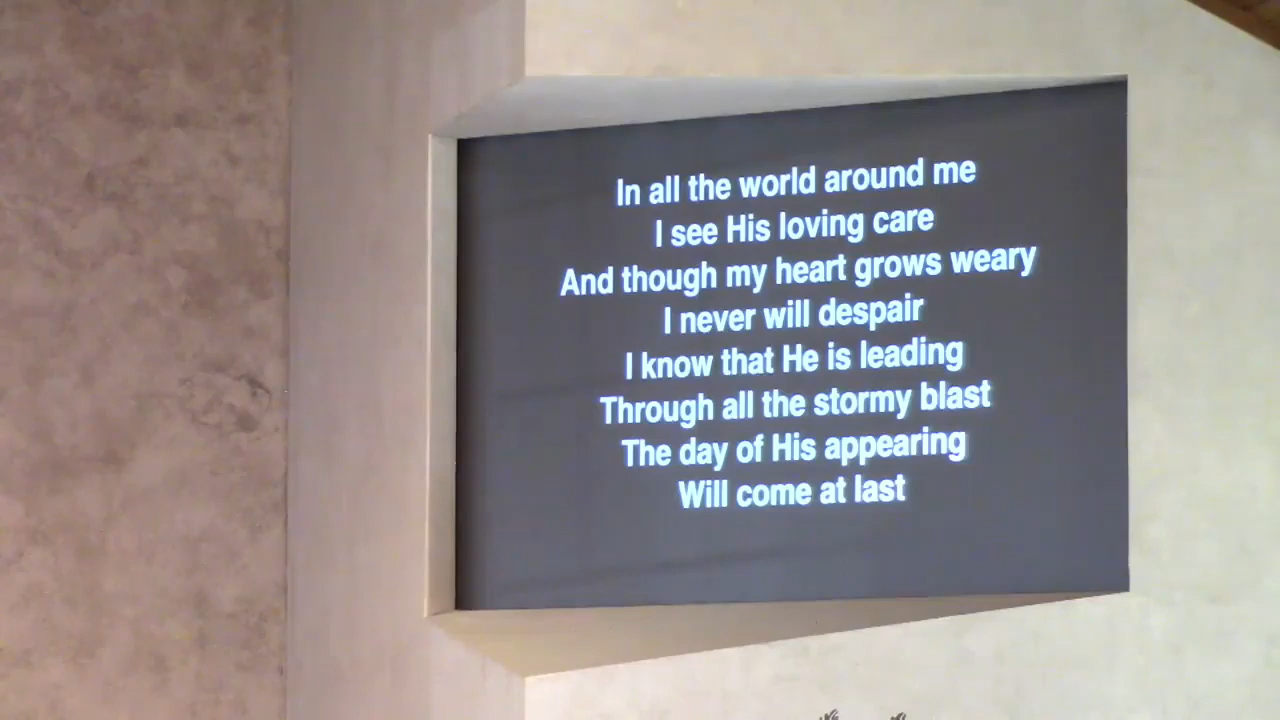 In all the world around me
I see His loving care
And though my heart grows weary
I never will despair
I know that He is leading
Through all the stormy blast
The day of His appearing
Will come at last